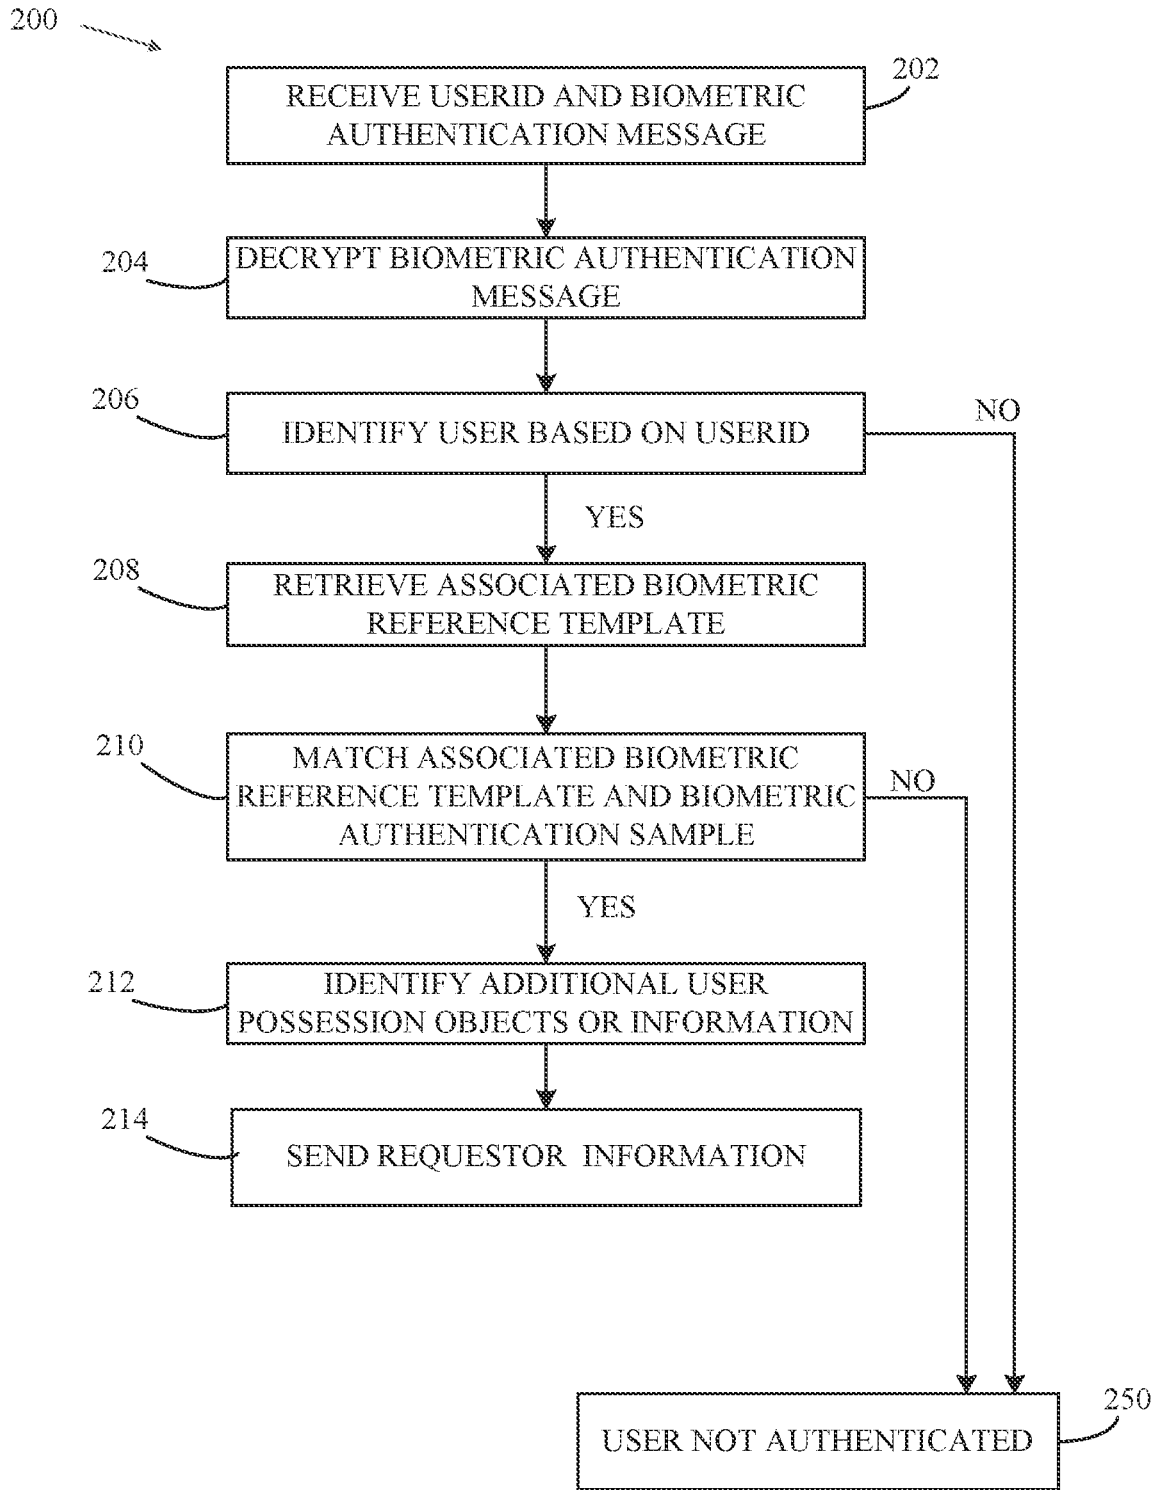 200
202
RECEIVE USERID AND BIOMETRIC
AUTHENTICATION MESSAGE
204
DECRYPT BIOMETRIC AUTHENTICATION
MESSAGE
206
IDENTIFY USER BASED ON USERID
NO
YES
208
RETRIEVE ASSOCIATED BIOMETRIC
REFERENCE TEMPLATE
210
MATCH ASSOCIATED BIOMETRIC
REFERENCE TEMPLATE AND BIOMETRIC
AUTHENTICATION SAMPLE
NO
YES
212
IDENTIFY ADDITIONAL USER
POSSESSION OBJECTS OR INFORMATION
214
SEND REQUESTOR INFORMATION
250
USER NOT AUTHENTICATED